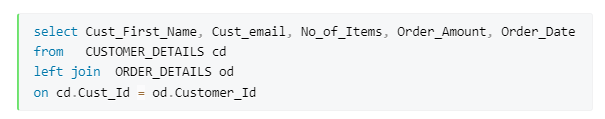 select Cust_First_Name, Cust_email, No_of_Items, Order_Amount, Order_Date
from   CUSTOMER_DETAILS cd
left join  ORDER_DETAILS od
on cd.Cust_Id = od.Customer_Id